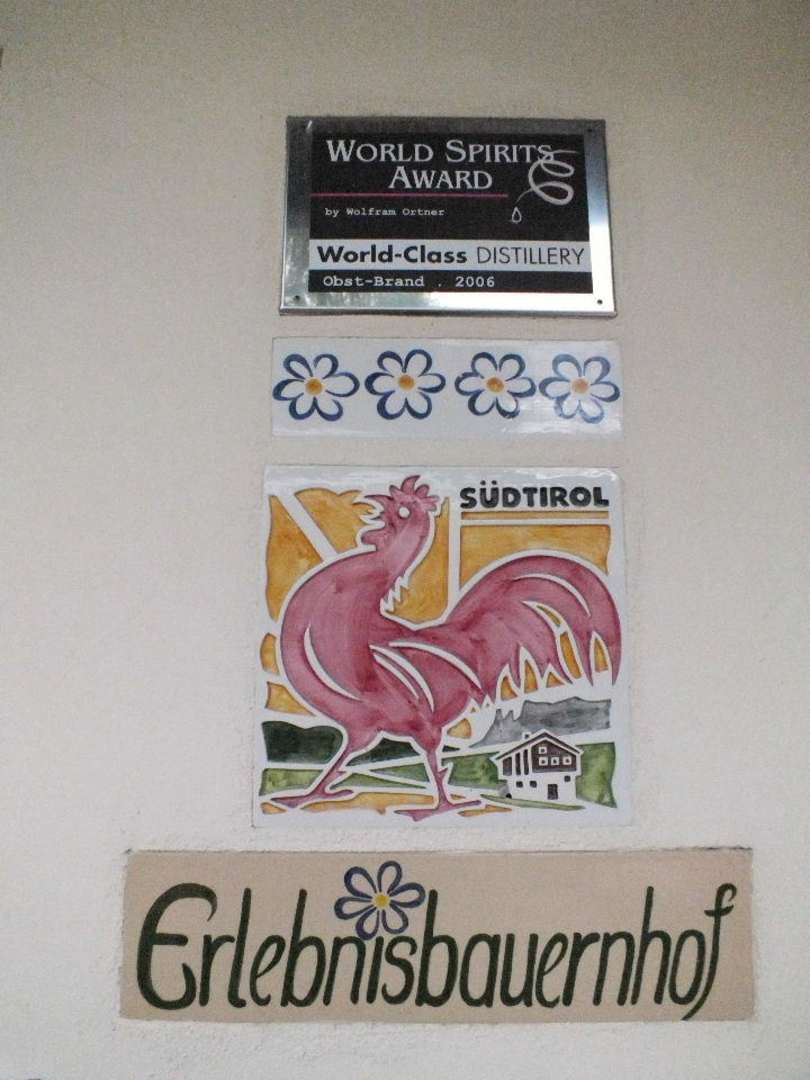 WORLD SPIRITS
AWARD
by Wolfram Ortner
World-Class DISTILLERY
Obst-Brand . 2006
SÜDTIROL
Erlebnisbauernhof